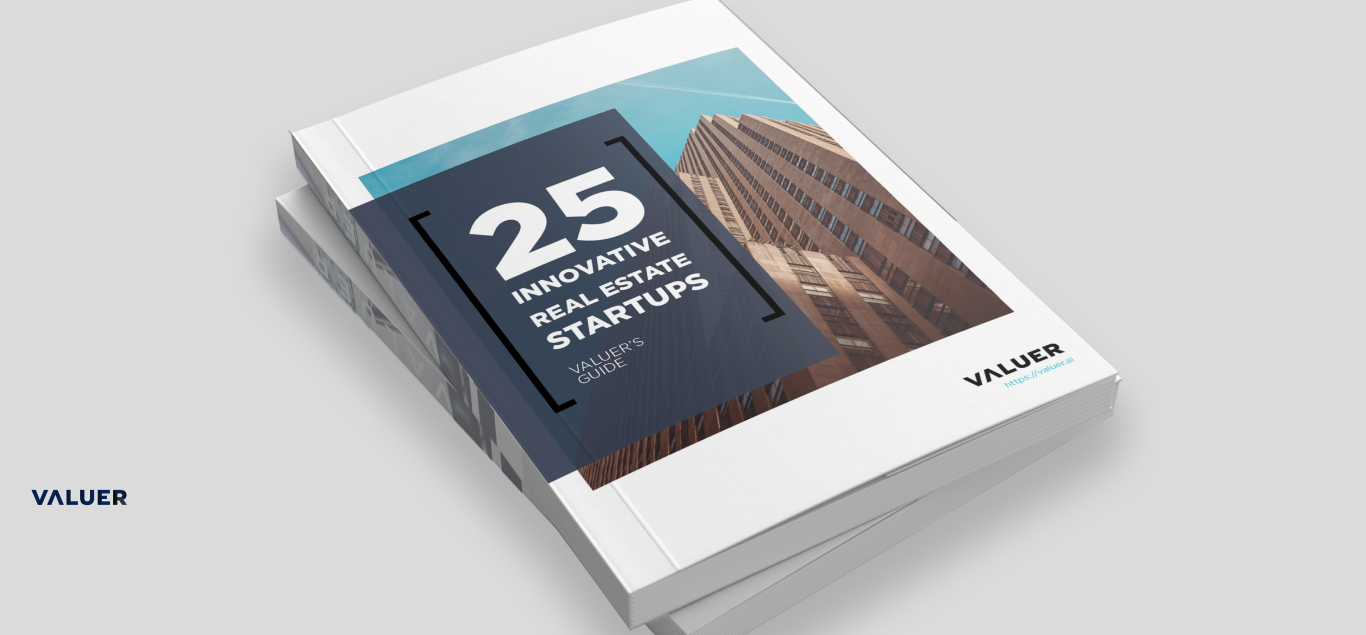 25
INNOVATIVE
REAL ESTATE
STARTUPS
VALUER'S
GUIDE
VALUER
https://valuer.ai
VALUER